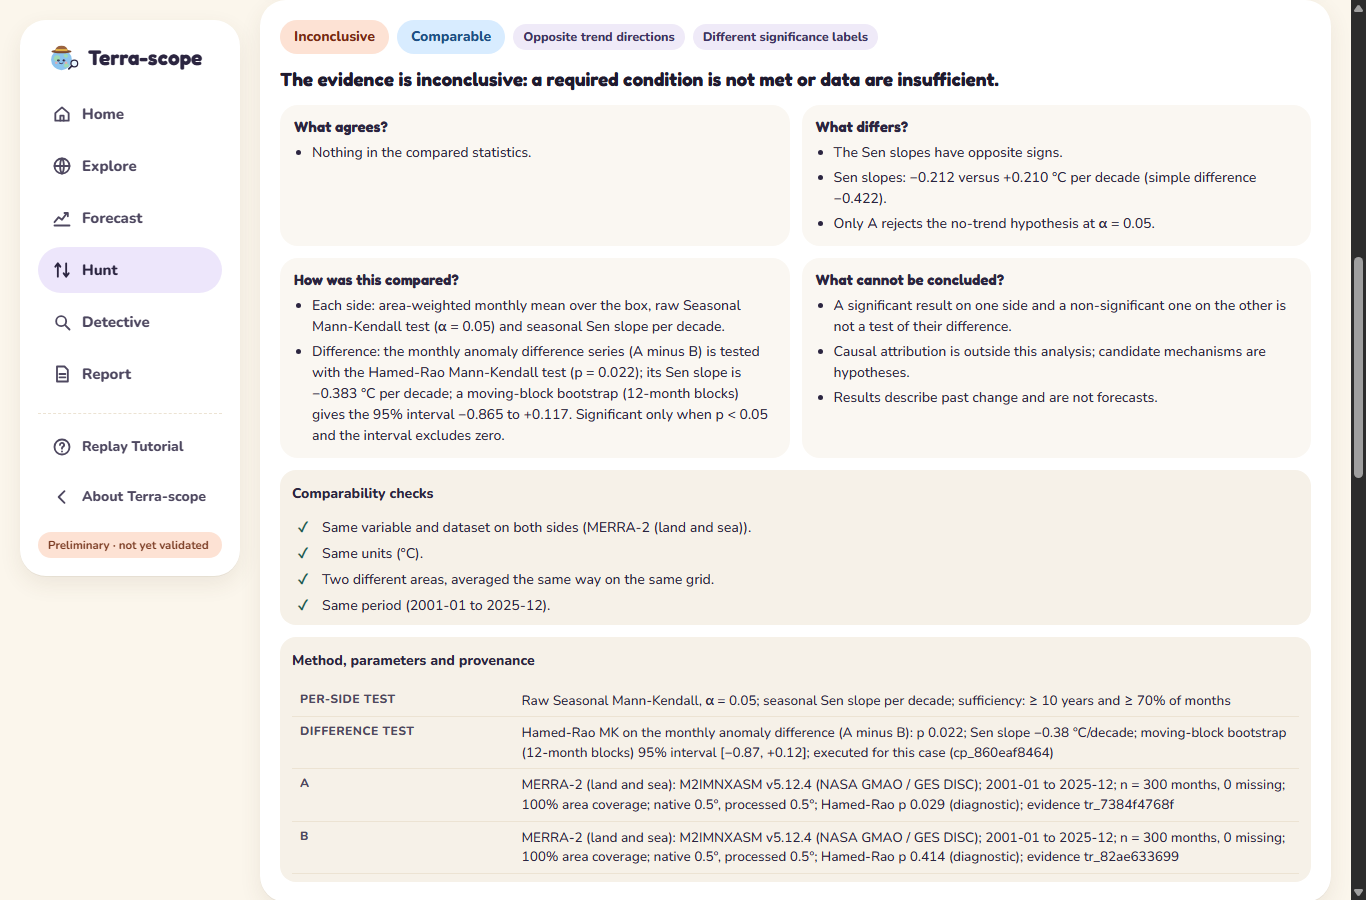 Terra-scope
Home
Explore
Forecast
Hunt
Detective
Report
Replay Tutorial
About Terra-scope
Preliminary · not yet validated
Inconclusive
Comparable
Opposite trend directions
Different significance labels
The evidence is inconclusive: a required condition is not met or data are insufficient.
What agrees?
• Nothing in the compared statistics.
What differs?
• The Sen slopes have opposite signs.
• Sen slopes: −0.212 versus +0.210 °C per decade (simple difference
−0.422).
• Only A rejects the no-trend hypothesis at α = 0.05.
How was this compared?
• Each side: area-weighted monthly mean over the box, raw Seasonal
Mann-Kendall test (α = 0.05) and seasonal Sen slope per decade.
• Difference: the monthly anomaly difference series (A minus B) is tested
with the Hamed-Rao Mann-Kendall test (p = 0.022); its Sen slope is
−0.383 °C per decade; a moving-block bootstrap (12-month blocks)
gives the 95% interval −0.865 to +0.117. Significant only when p < 0.05
and the interval excludes zero.
What cannot be concluded?
• A significant result on one side and a non-significant one on the other is
not a test of their difference.
• Causal attribution is outside this analysis; candidate mechanisms are
hypotheses.
• Results describe past change and are not forecasts.
Comparability checks
✓ Same variable and dataset on both sides (MERRA-2 (land and sea)).
✓ Same units (°C).
✓ Two different areas, averaged the same way on the same grid.
✓ Same period (2001-01 to 2025-12).
Method, parameters and provenance
PER-SIDE TEST
Raw Seasonal Mann-Kendall, α = 0.05; seasonal Sen slope per decade; sufficiency: ≥ 10 years and ≥ 70% of months
DIFFERENCE TEST
Hamed-Rao MK on the monthly anomaly difference (A minus B): p 0.022; Sen slope −0.38 °C/decade; moving-block bootstrap
(12-month blocks) 95% interval [−0.87, +0.12]; executed for this case (cp_860eaf8464)
A
MERRA-2 (land and sea): M2IMNXASM v5.12.4 (NASA GMAO / GES DISC); 2001-01 to 2025-12; n = 300 months, 0 missing;
100% area coverage; native 0.5°, processed 0.5°; Hamed-Rao p 0.029 (diagnostic); evidence tr_7384f4768f
B
MERRA-2 (land and sea): M2IMNXASM v5.12.4 (NASA GMAO / GES DISC); 2001-01 to 2025-12; n = 300 months, 0 missing;
100% area coverage; native 0.5°, processed 0.5°; Hamed-Rao p 0.414 (diagnostic); evidence tr_82ae633699